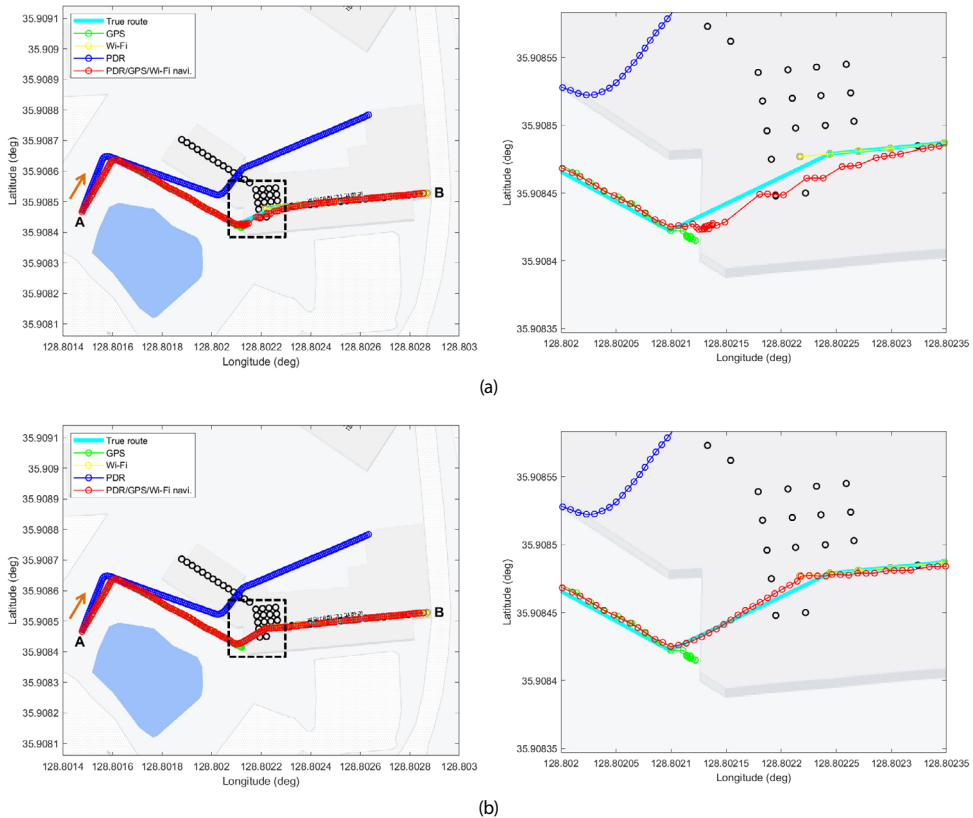 35.9091
35.909
35.9089
35.9088
35.9087
35.9086
35.9085
35.9084
35.9083
35.9082
35.9081
Latitude (deg)
True route
GPS
Wi-Fi
PDR
PDR/GPS/Wi-Fi navi.
A
B
128.8014 128.8016 128.8018 128.802 128.8022 128.8024 128.8026 128.8028 128.803
Longitude (deg)
35.90855
35.9085
35.90845
35.9084
35.90835
Latitude (deg)
128.802 128.80205 128.8021 128.80215 128.8022 128.80225 128.8023 128.80235
Longitude (deg)
(a)
35.9091
35.909
35.9089
35.9088
35.9087
35.9086
35.9085
35.9084
35.9083
35.9082
35.9081
Latitude (deg)
True route
GPS
Wi-Fi
PDR
PDR/GPS/Wi-Fi navi.
A
B
128.8014 128.8016 128.8018 128.802 128.8022 128.8024 128.8026 128.8028 128.803
Longitude (deg)
35.90855
35.9085
35.90845
35.9084
35.90835
Latitude (deg)
128.802 128.80205 128.8021 128.80215 128.8022 128.80225 128.8023 128.80235
Longitude (deg)
(b)